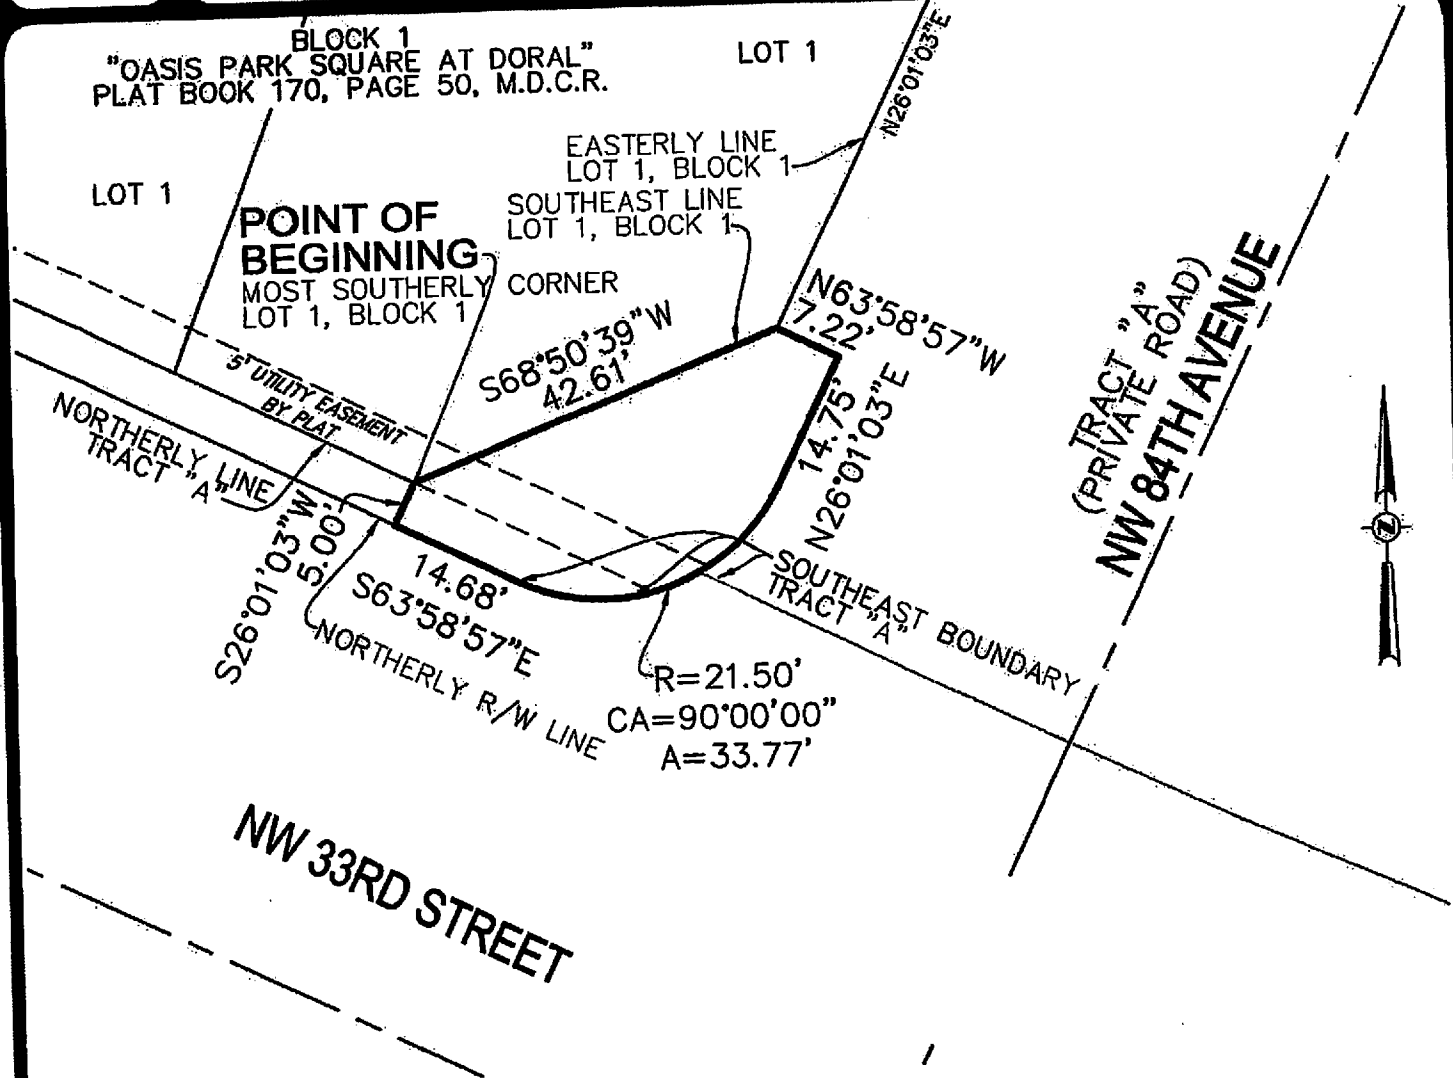 BLOCK 1
"OASIS PARK SQUARE AT DORAL"
PLAT BOOK 170, PAGE 50, M.D.C.R.
LOT 1
N26°01'03"E
EASTERLY LINE
LOT 1, BLOCK 1
LOT 1
SOUTHEAST LINE
LOT 1, BLOCK 1
POINT OF
BEGINNING
MOST SOUTHERLY CORNER
LOT 1, BLOCK 1
N63°58'57"W
7.22'
S68°50'39"W
42.61'
TRACT "A"
(PRIVATE ROAD)
NW 84TH AVENUE
5' UTILITY EASEMENT
BY PLAT
14.75'
N26°01'03"E
NORTHERLY LINE
TRACT "A"
S26°01'03"W
5.00'
14.68'
S63°58'57"E
SOUTHEAST BOUNDARY
TRACT "A"
NORTHERLY R/W LINE
R=21.50'
CA=90°00'00"
A=33.77'
NW 33RD STREET
N